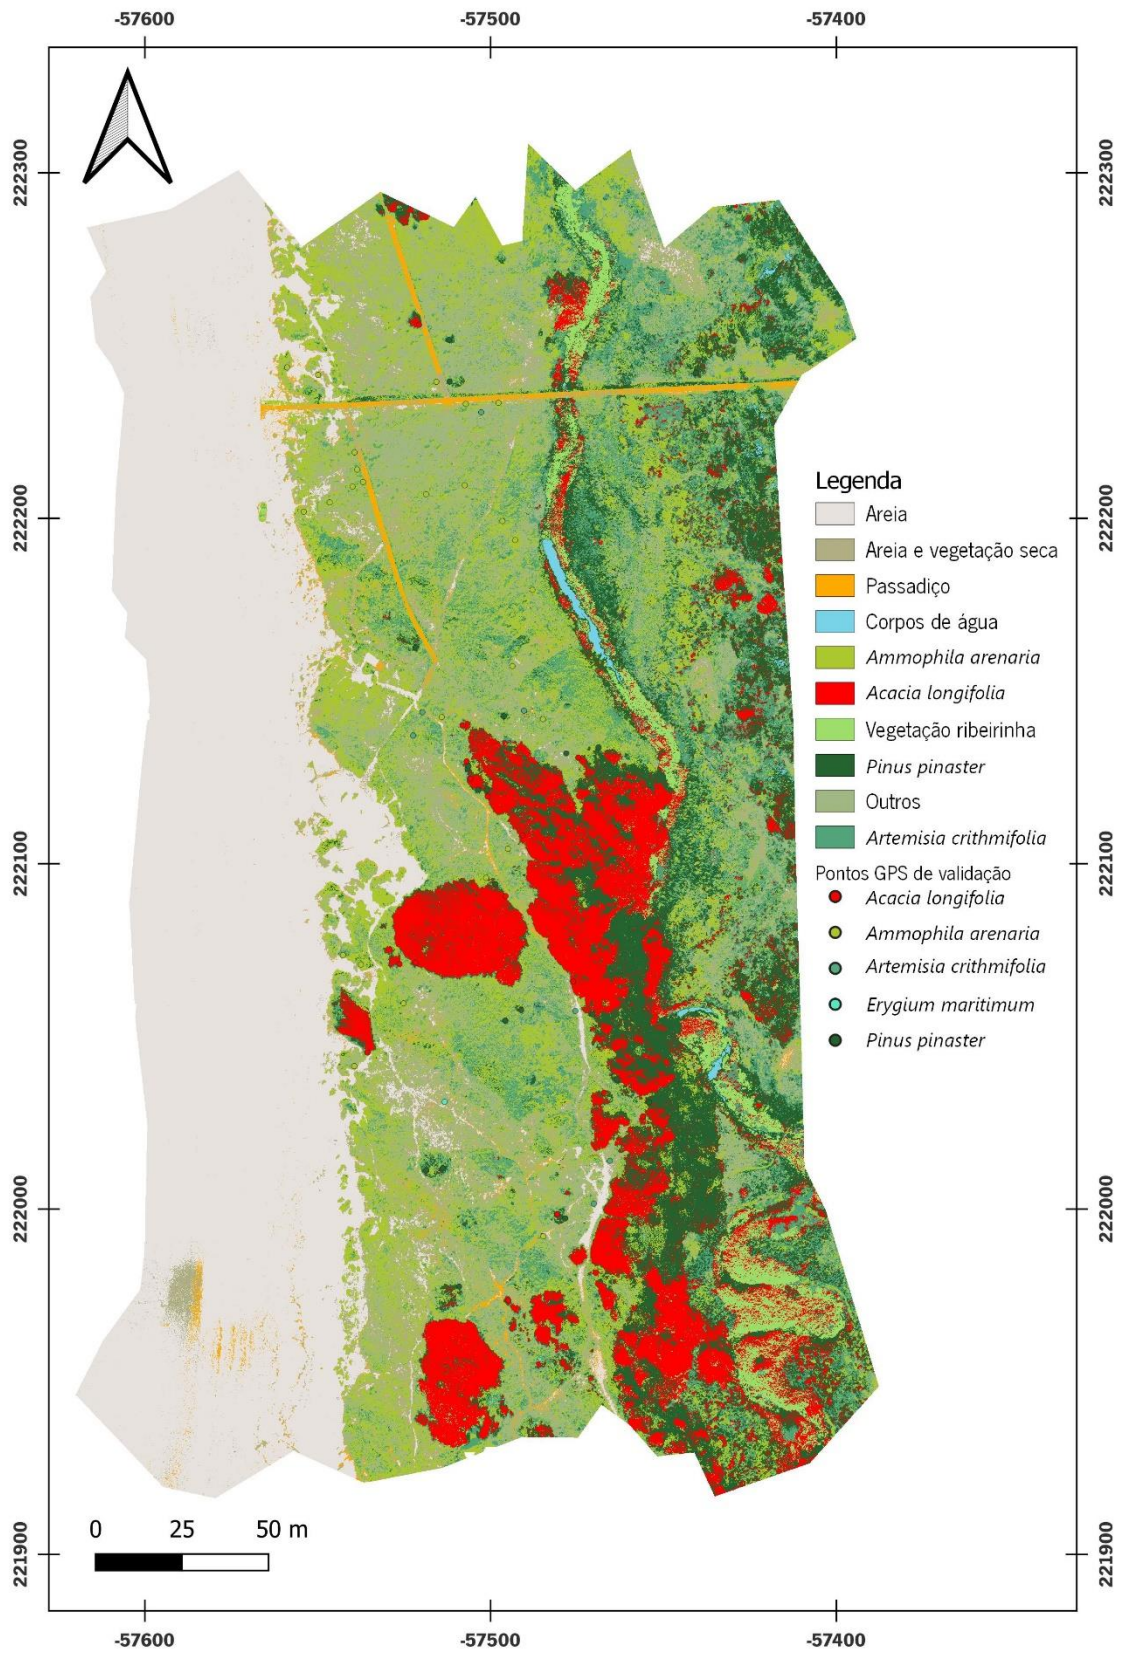 -57600 -57500 -57400
222300 222300
222200 222200
Legenda
Areia
Areia e vegetação seca
Passadiço
Corpos de água
Ammophila arenaria
Acacia longifolia
Vegetação ribeirinha
Pinus pinaster
Outros
Artemisia crithmifolia
Pontos GPS de validação
Acacia longifolia
Ammophila arenaria
Artemisia crithmifolia
Erygium maritimum
Pinus pinaster
222100 222100
222000 222000
0 25 50 m
221900 221900
-57600 -57500 -57400